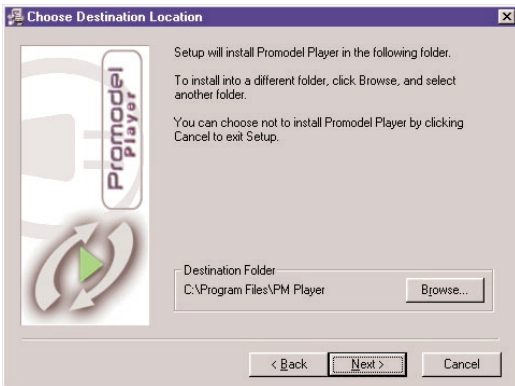 Choose Destination Location
Promodel
Player
Setup will install Promodel Player in the following folder.
To install into a different folder, click Browse, and select
another folder.
You can choose not to install Promodel Player by clicking
Cancel to exit Setup.
Destination Folder
C:\Program Files\PM Player
Browse...
< Back
Next >
Cancel